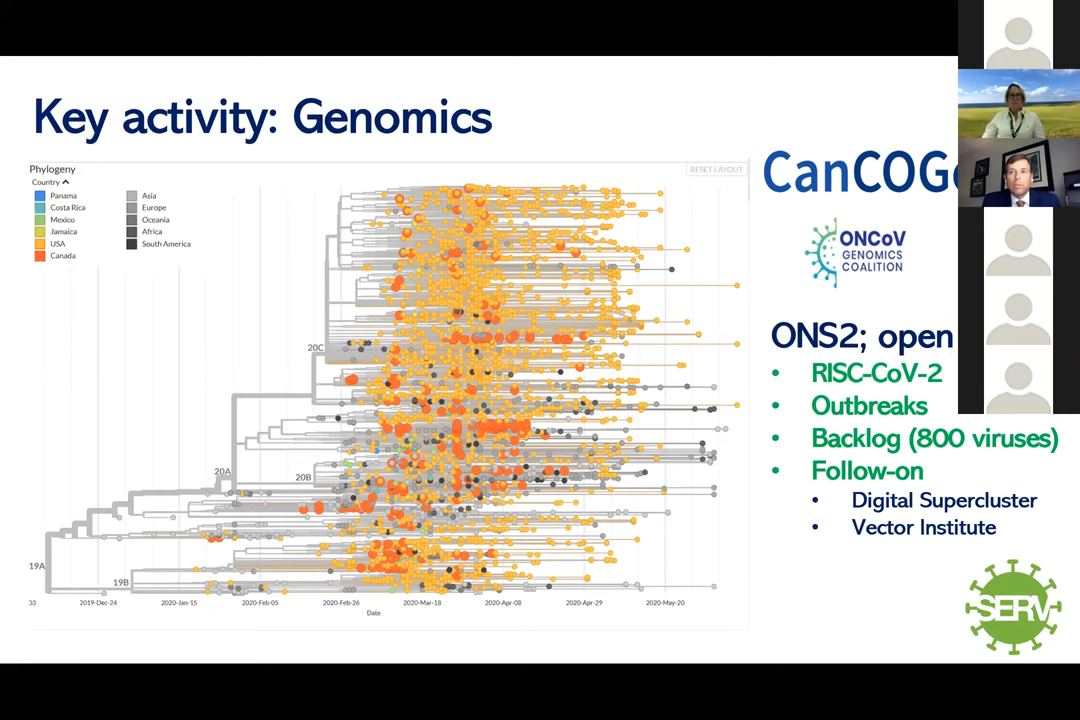 Key activity: Genomics
Phylogeny
RESET LAYOUT
Country
Panama
Costa Rica
Mexico
Jamaica
USA
Canada
Asia
Europe
Oceania
Africa
South America
20C
20A
20B
19A
19B
33
2019-Dec-24
2020-Jan-15
2020-Feb-05
2020-Feb-26
2020-Mar-18
2020-Apr-08
2020-Apr-29
2020-May-20
Date
CanCOG
ONCoV
GENOMICS
COALITION
ONS2; open
• RISC-CoV-2
• Outbreaks
• Backlog (800 viruses)
• Follow-on
• Digital Supercluster
• Vector Institute
SERV